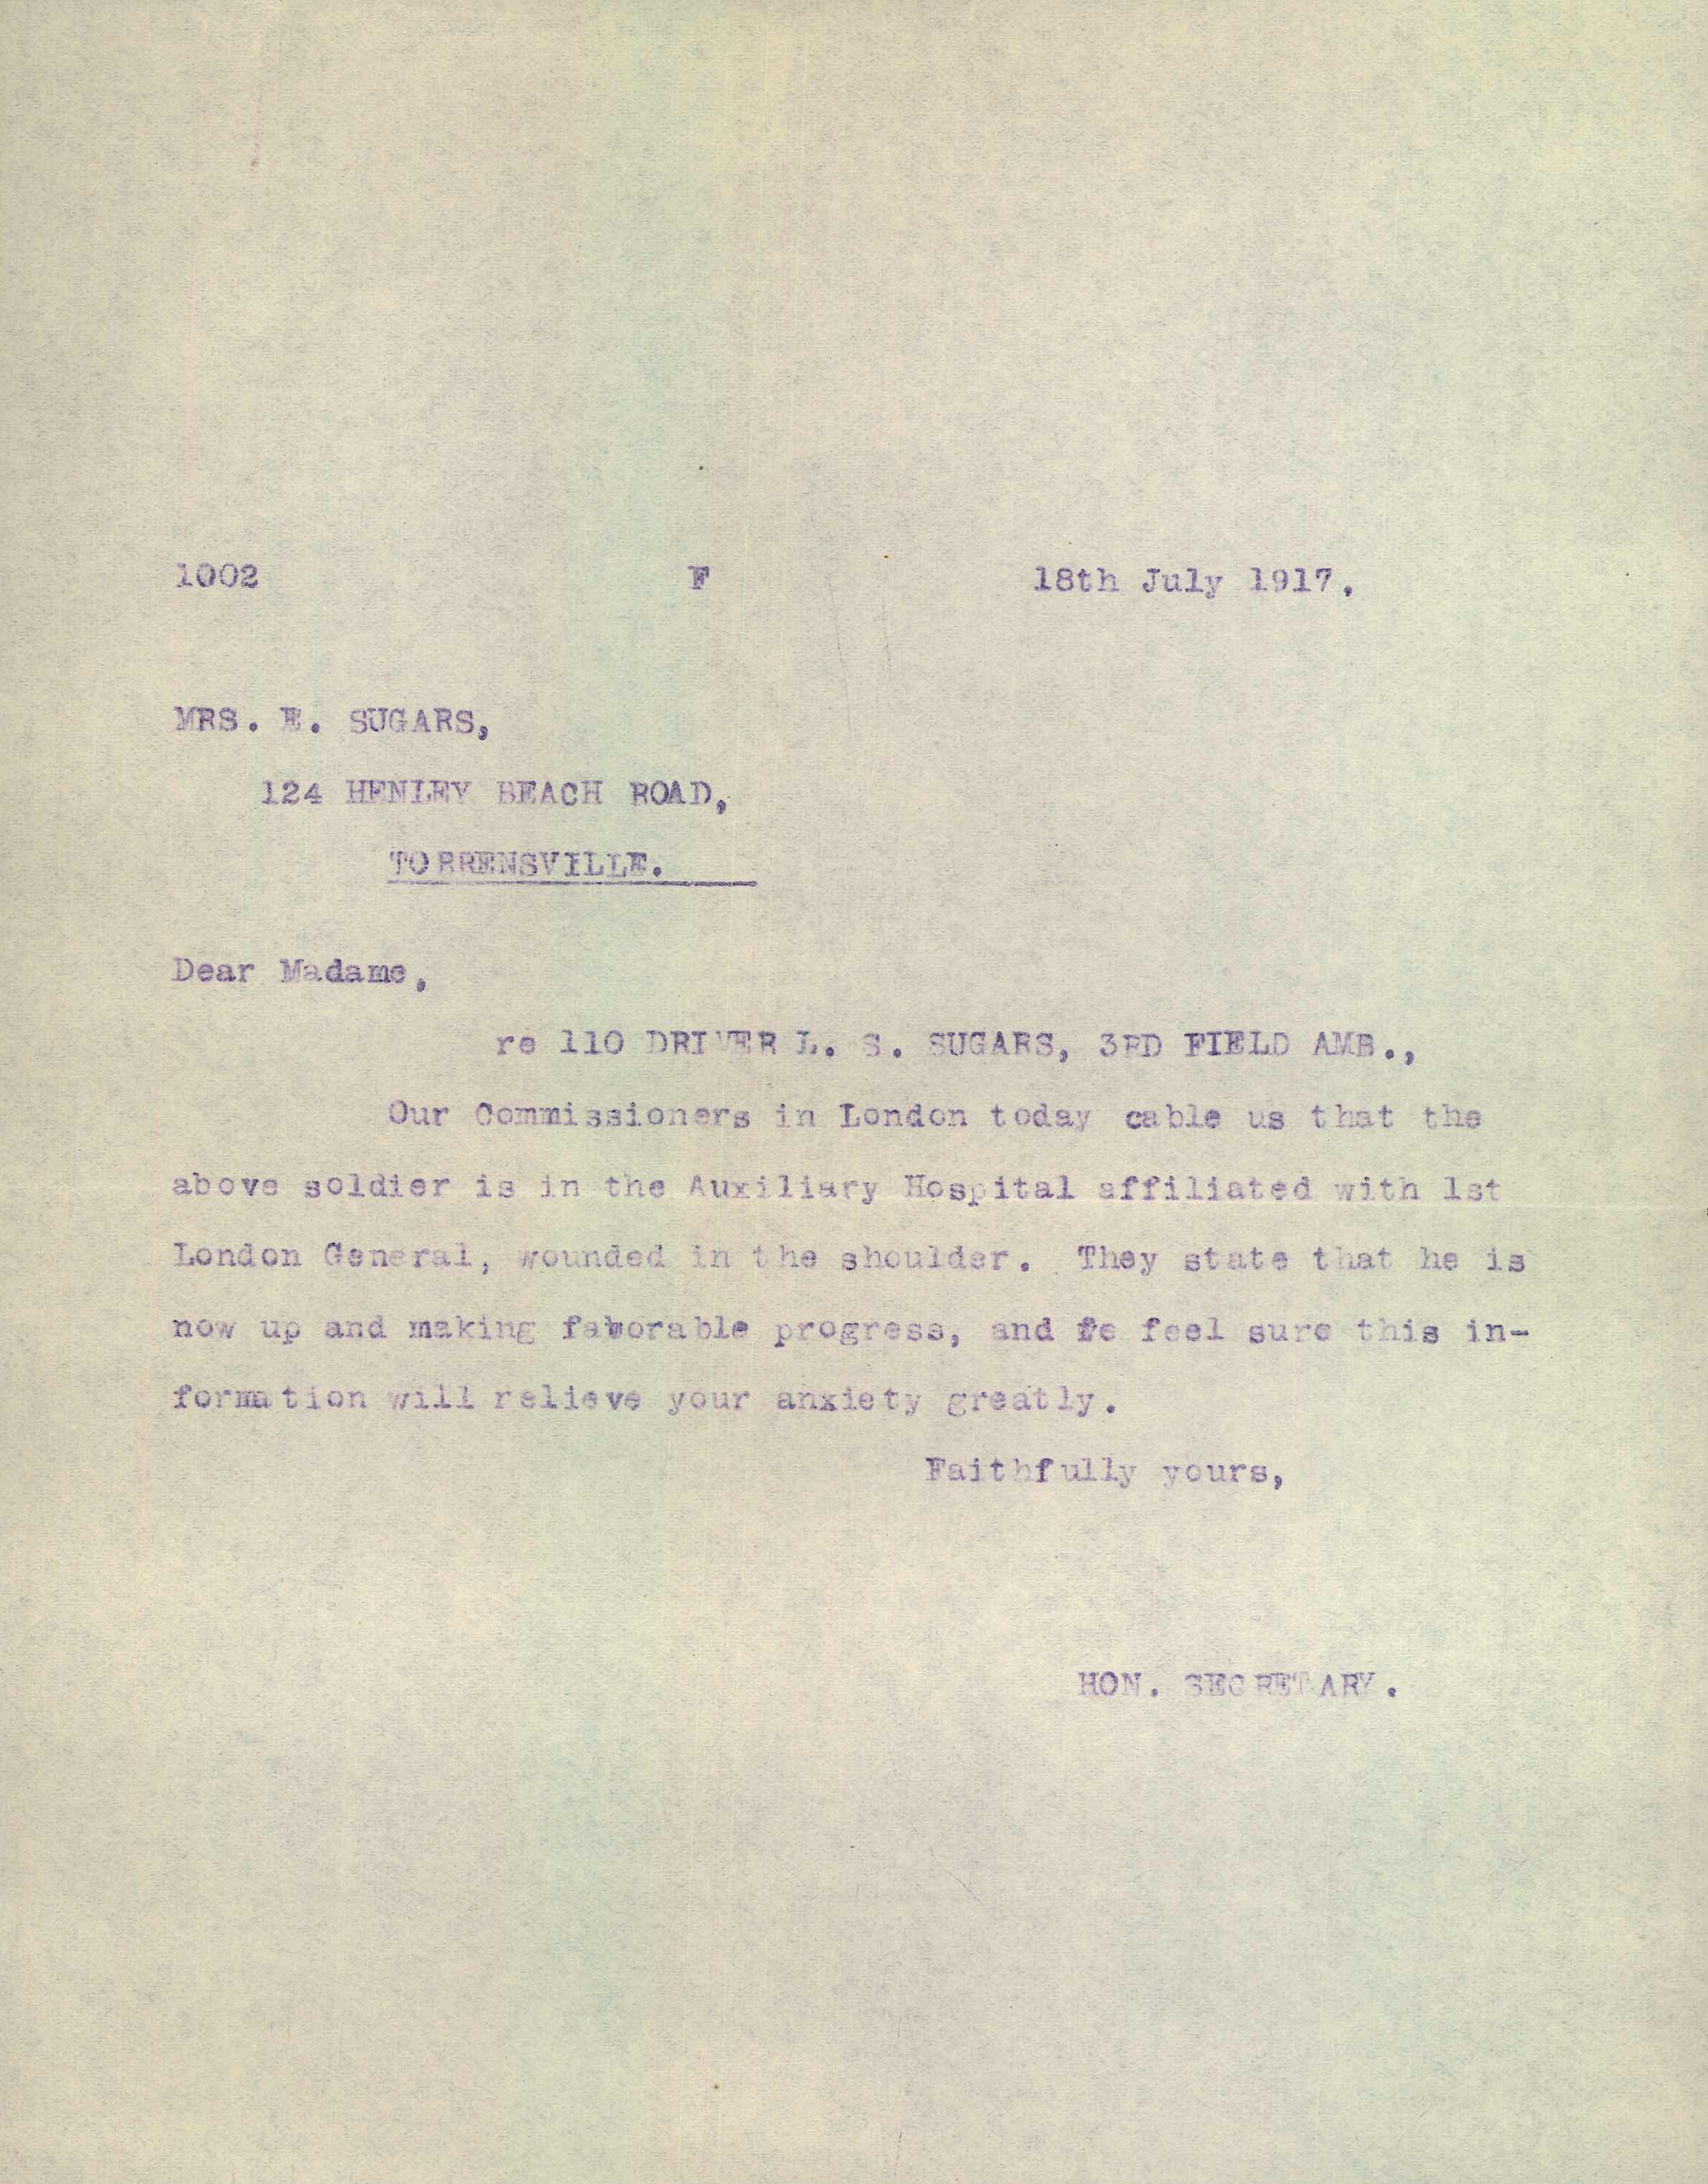 1002 F 18th July 1917.
MRS. E. SUGARS,
124 HENLEY BEACH ROAD,
TORRENSVILLE.
Dear Madame,
re 110 DRIVER L. S. SUGARS, 3RD FIELD AMB.,
Our Commissioners in London today cable us that the
above soldier is in the Auxiliary Hospital affiliated with 1st
London General, wounded in the shoulder. They state that he is
now up and making favorable progress, and we feel sure this in-
formation will relieve your anxiety greatly.
Faithfully yours,
HON. SECRETARY.